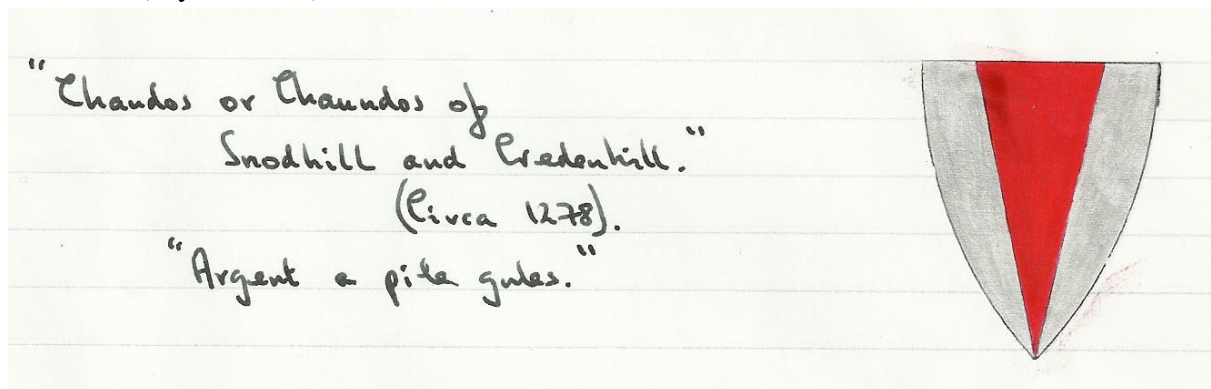 "Chandos or Chaundos of
Snodhill and Credenhill."
(Circa 1278).
"Argent a pile gules."